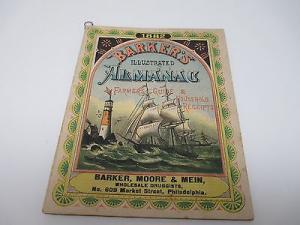 1882
BARKER'S
ILLUSTRATED
ALMANAC
FARMERS' GUIDE &
HOUSEHOLD
RECEIPTS
BARKER, MOORE & MEIN,
WHOLESALE DRUGGISTS,
No. 609 Market Street, Philadelphia.